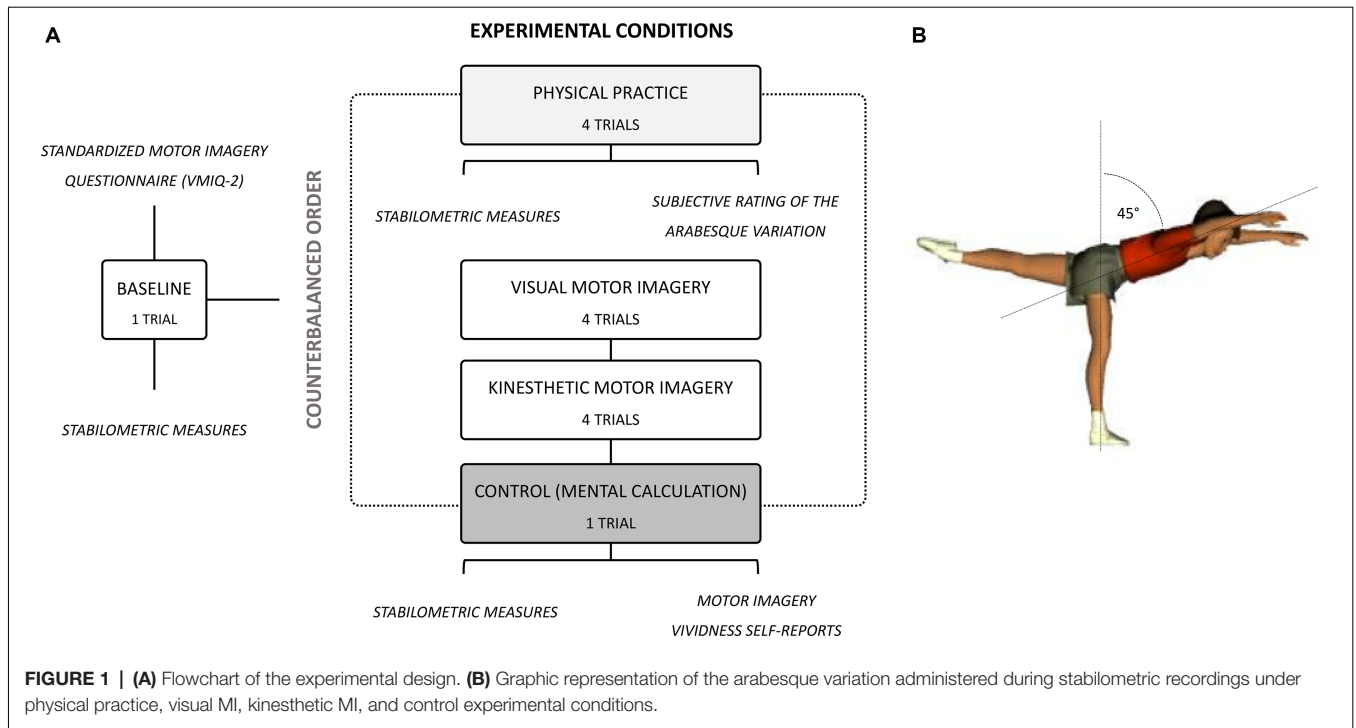 A
EXPERIMENTAL CONDITIONS
B
PHYSICAL PRACTICE
4 TRIALS
STANDARDIZED MOTOR IMAGERY
QUESTIONNAIRE (VMIQ-2)
BASELINE
1 TRIAL
STABILOMETRIC MEASURES
COUNTERBALANCED ORDER
STABILOMETRIC MEASURES
SUBJECTIVE RATING OF THE
ARABESQUE VARIATION
VISUAL MOTOR IMAGERY
4 TRIALS
KINESTHETIC MOTOR IMAGERY
4 TRIALS
CONTROL (MENTAL CALCULATION)
1 TRIAL
STABILOMETRIC MEASURES
MOTOR IMAGERY
VIVIDNESS SELF-REPORTS
45°
FIGURE 1 | (A) Flowchart of the experimental design. (B) Graphic representation of the arabesque variation administered during stabilometric recordings under
physical practice, visual MI, kinesthetic MI, and control experimental conditions.